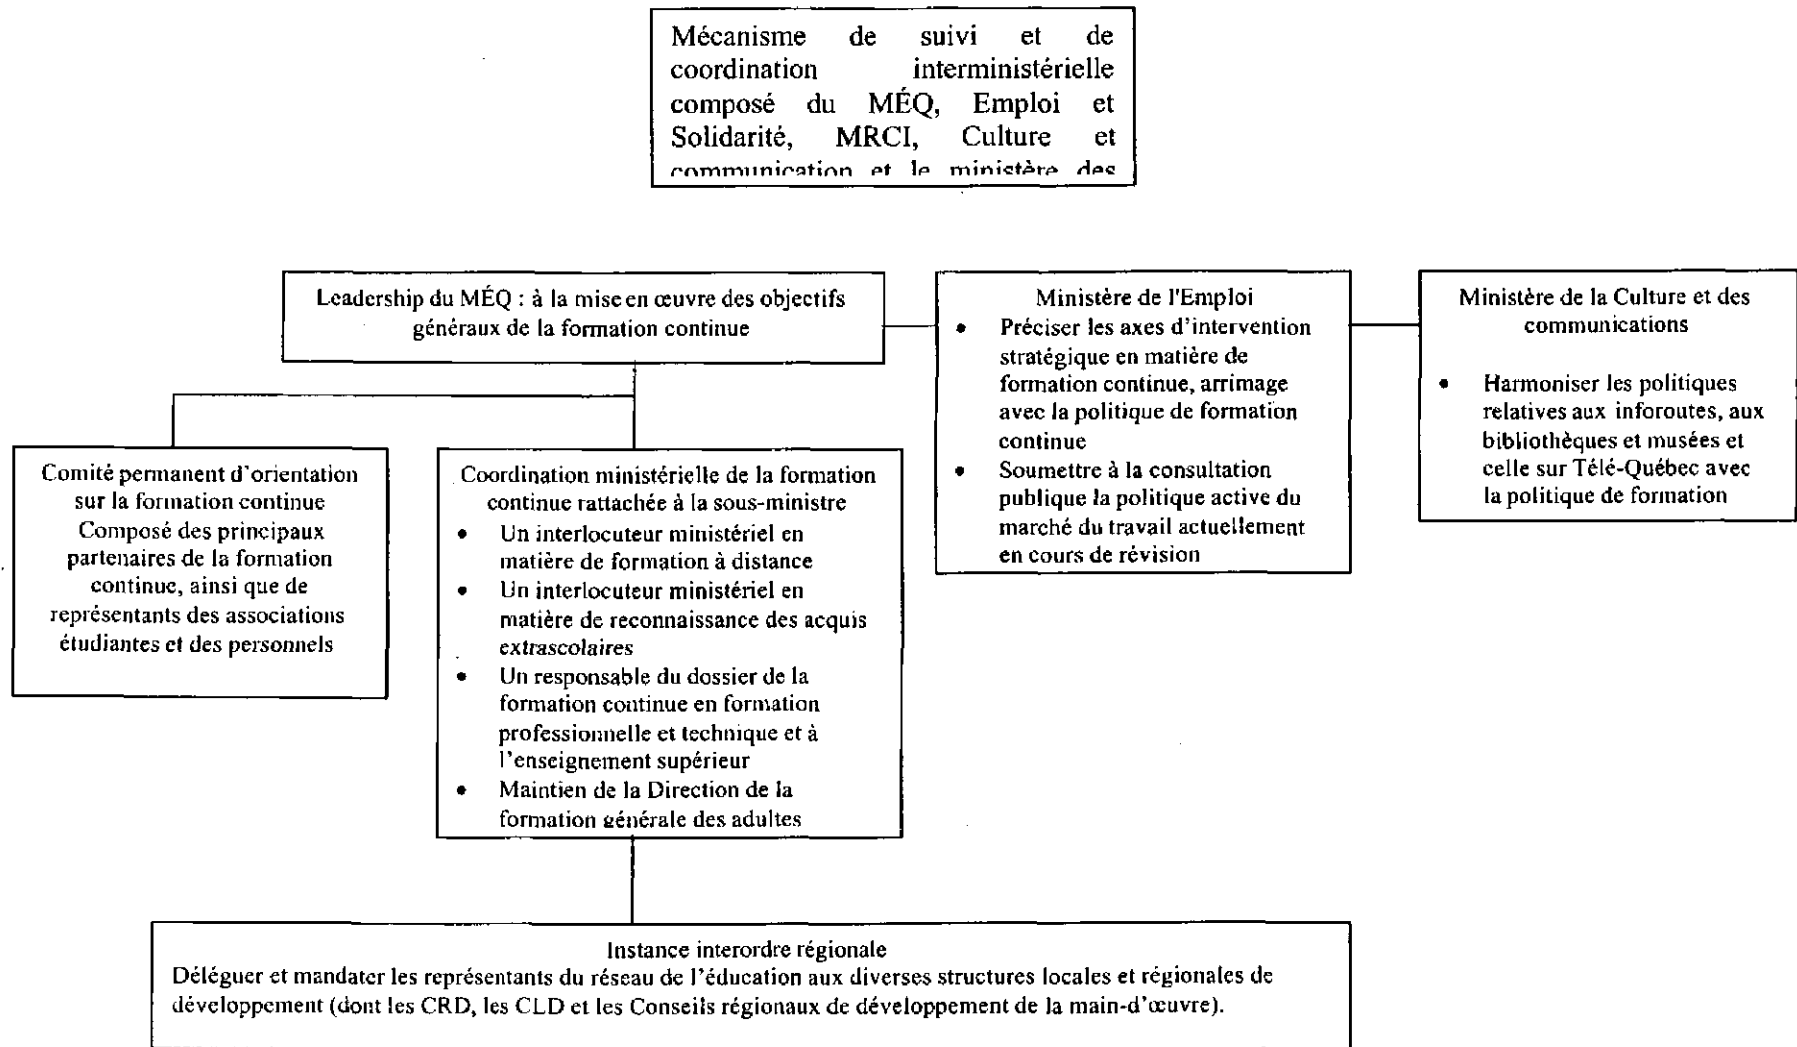 Mécanisme de suivi et de
coordination interministérielle
composé du MÉQ, Emploi et
Solidarité, MRCI, Culture et
communication et le ministère des
Leadership du MÉQ : à la mise en œuvre des objectifs
généraux de la formation continue
Ministère de l'Emploi
• Préciser les axes d'intervention
stratégique en matière de
formation continue, arrimage
avec la politique de formation
continue
• Soumettre à la consultation
publique la politique active du
marché du travail actuellement
en cours de révision
Ministère de la Culture et des
communications
• Harmoniser les politiques
relatives aux inforoutes, aux
bibliothèques et musées et
celle sur Télé-Québec avec
la politique de formation
Comité permanent d'orientation
sur la formation continue
Composé des principaux
partenaires de la formation
continue, ainsi que de
représentants des associations
étudiantes et des personnels
Coordination ministérielle de la formation
continue rattachée à la sous-ministre
• Un interlocuteur ministériel en
matière de formation à distance
• Un interlocuteur ministériel en
matière de reconnaissance des acquis
extrascolaires
• Un responsable du dossier de la
formation continue en formation
professionnelle et technique et à
l'enseignement supérieur
• Maintien de la Direction de la
formation générale des adultes
Instance interordre régionale
Déléguer et mandater les représentants du réseau de l'éducation aux diverses structures locales et régionales de
développement (dont les CRD, les CLD et les Conseils régionaux de développement de la main-d'œuvre).